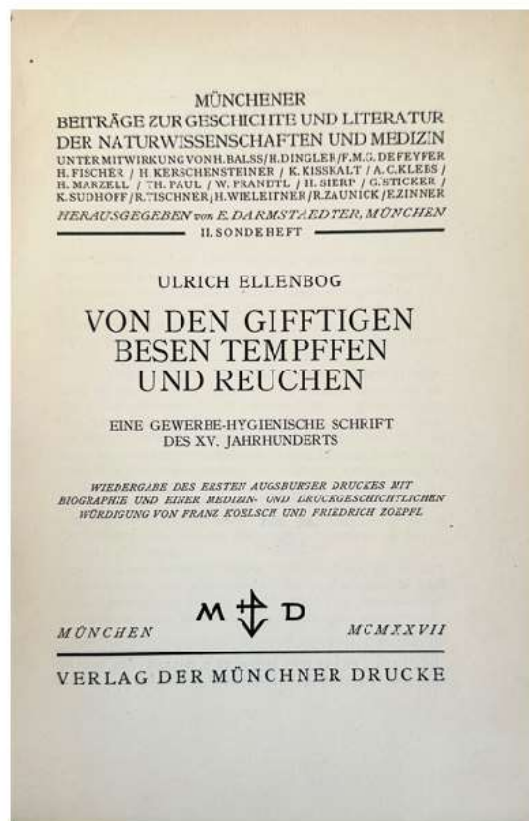 MÜNCHENER
BEITRÄGE ZUR GESCHICHTE UND LITERATUR
DER NATURWISSENSCHAFTEN UND MEDIZIN
UNTER MITWIRKUNG VON H. BALSS / H. DINGLER / F. M. G. DEFEYFER
H. FISCHER / H. KERSCHENSTEINER / K. KISSKALT / A. C. KLEBS /
H. MARZELL / TH. PAUL / W. PRANDTL / H. SIERP / G. STICKER /
K. SUDHOFF / R. TISCHNER / H. WIELEITNER / R. ZAUNICK / E. ZINNER
HERAUSGEGEBEN von E. DARMSTAEDTER, MÜNCHEN
II. SONDEHEFT
ULRICH ELLENBOG
VON DEN GIFFTIGEN
BESEN TEMPFFEN
UND REUCHEN
EINE GEWERBE-HYGIENISCHE SCHRIFT
DES XV. JAHRHUNDERTS
WIEDERGABE DES ERSTEN AUGSBURGER DRUCKES MIT
BIOGRAPHIE UND EINER MEDIZIN- UND DRUCKGESCHICHTLICHEN
WÜRDIGUNG VON FRANZ KOELSCH UND FRIEDRICH ZOEPFL
M D
MÜNCHEN MCMXXVII
VERLAG DER MÜNCHNER DRUCKE